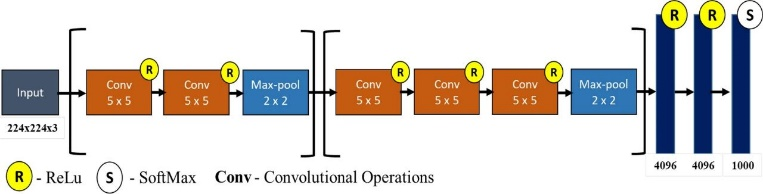 R R S
R R R R R
Input Conv 5 x 5 Conv 5 x 5 Max-pool 2 x 2 Conv 5 x 5 Conv 5 x 5 Conv 5 x 5 Max-pool 2 x 2
224x224x3
4096 4096 1000
R - ReLu S - SoftMax Conv - Convolutional Operations